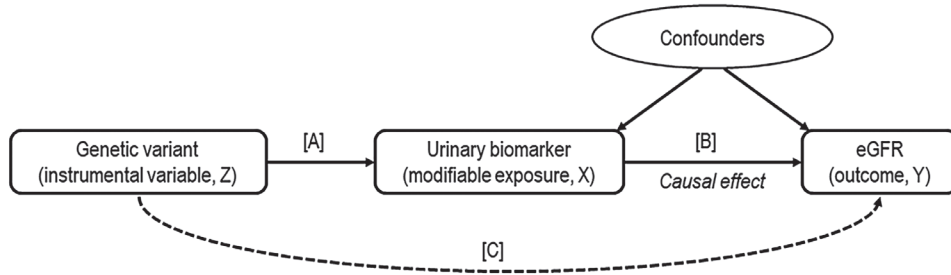 Confounders
[A]
[B]
Genetic variant
(instrumental variable, Z)
Urinary biomarker
(modifiable exposure, X)
Causal effect
eGFR
(outcome, Y)
[C]